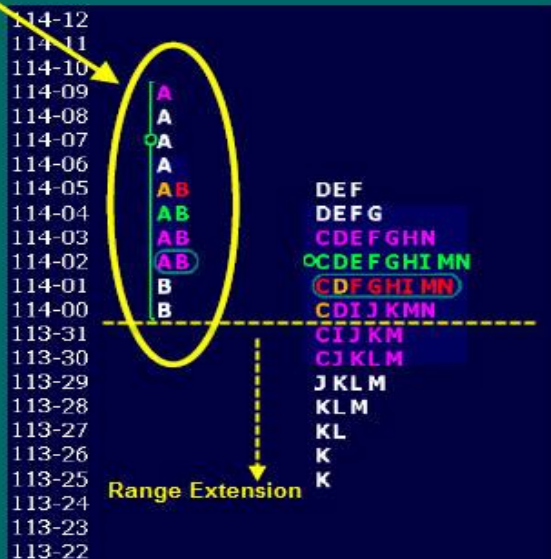 114-12
114-11
114-10
114-09 A
114-08 A
114-07 A
114-06 A
114-05 AB DEF
114-04 AB DEFG
114-03 AB CDEFGHN
114-02 AB CDEFGHIMN
114-01 B CDFGHIMN
114-00 B CDIJKMN
113-31 CIJKM
113-30 CJKLM
113-29 JKLM
113-28 KLM
113-27 KL
113-26 K
113-25 Range Extension K
113-24
113-23
113-22